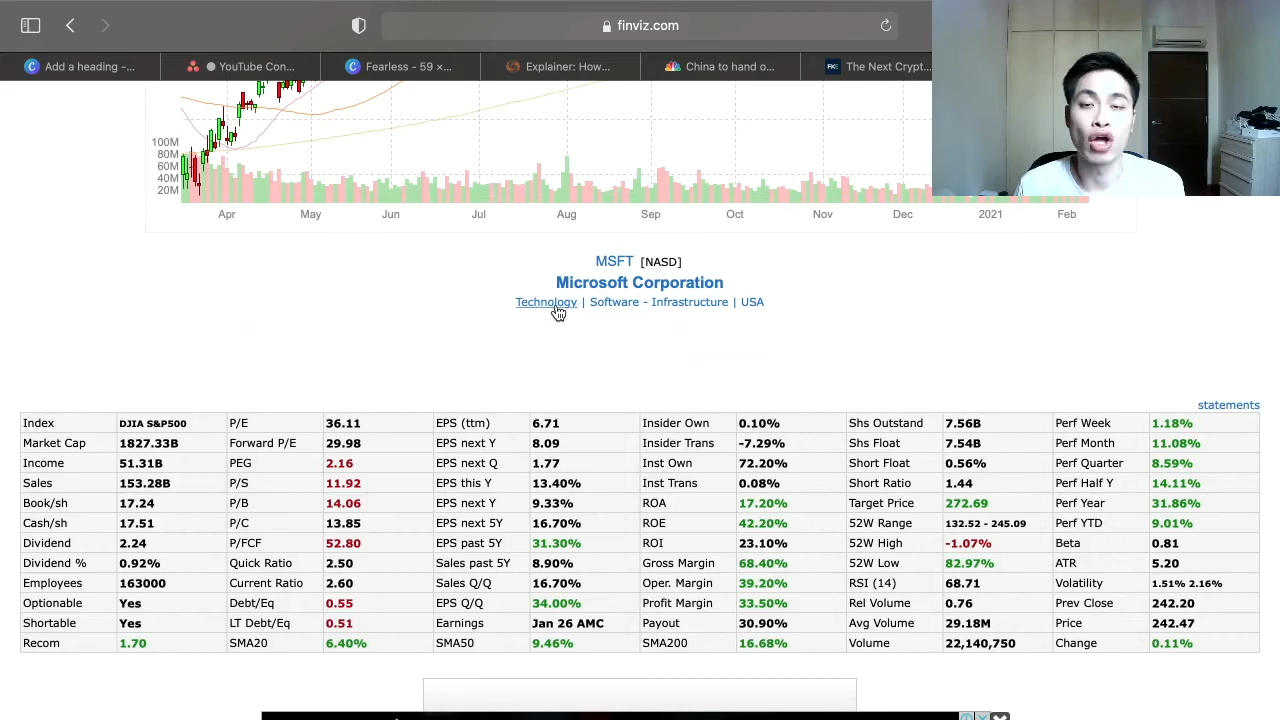 finviz.com
Add a heading -...
YouTube Con...
Fearless - 59 ×...
Explainer: How...
China to hand o...
The Next Crypt...
100M
80M
60M
40M
20M
Apr May Jun Jul Aug Sep Oct Nov Dec 2021 Feb
MSFT [NASD]
Microsoft Corporation
Technology | Software - Infrastructure | USA
statements
Index DJIA S&P500 P/E 36.11 EPS (ttm) 6.71 Insider Own 0.10% Shs Outstand 7.56B Perf Week 1.18%
Market Cap 1827.33B Forward P/E 29.98 EPS next Y 8.09 Insider Trans -7.29% Shs Float 7.54B Perf Month 11.08%
Income 51.31B PEG 2.16 EPS next Q 1.77 Inst Own 72.20% Short Float 0.56% Perf Quarter 8.59%
Sales 153.28B P/S 11.92 EPS this Y 13.40% Inst Trans 0.08% Short Ratio 1.44 Perf Half Y 14.11%
Book/sh 17.24 P/B 14.06 EPS next Y 9.33% ROA 17.20% Target Price 272.69 Perf Year 31.86%
Cash/sh 17.51 P/C 13.85 EPS next 5Y 16.70% ROE 42.20% 52W Range 132.52 - 245.09 Perf YTD 9.01%
Dividend 2.24 P/FCF 52.80 EPS past 5Y 31.30% ROI 23.10% 52W High -1.07% Beta 0.81
Dividend % 0.92% Quick Ratio 2.50 Sales past 5Y 8.90% Gross Margin 68.40% 52W Low 82.97% ATR 5.20
Employees 163000 Current Ratio 2.60 Sales Q/Q 16.70% Oper. Margin 39.20% RSI (14) 68.71 Volatility 1.51% 2.16%
Optionable Yes Debt/Eq 0.55 EPS Q/Q 34.00% Profit Margin 33.50% Rel Volume 0.76 Prev Close 242.20
Shortable Yes LT Debt/Eq 0.51 Earnings Jan 26 AMC Payout 30.90% Avg Volume 29.18M Price 242.47
Recom 1.70 SMA20 6.40% SMA50 9.46% SMA200 16.68% Volume 22,140,750 Change 0.11%